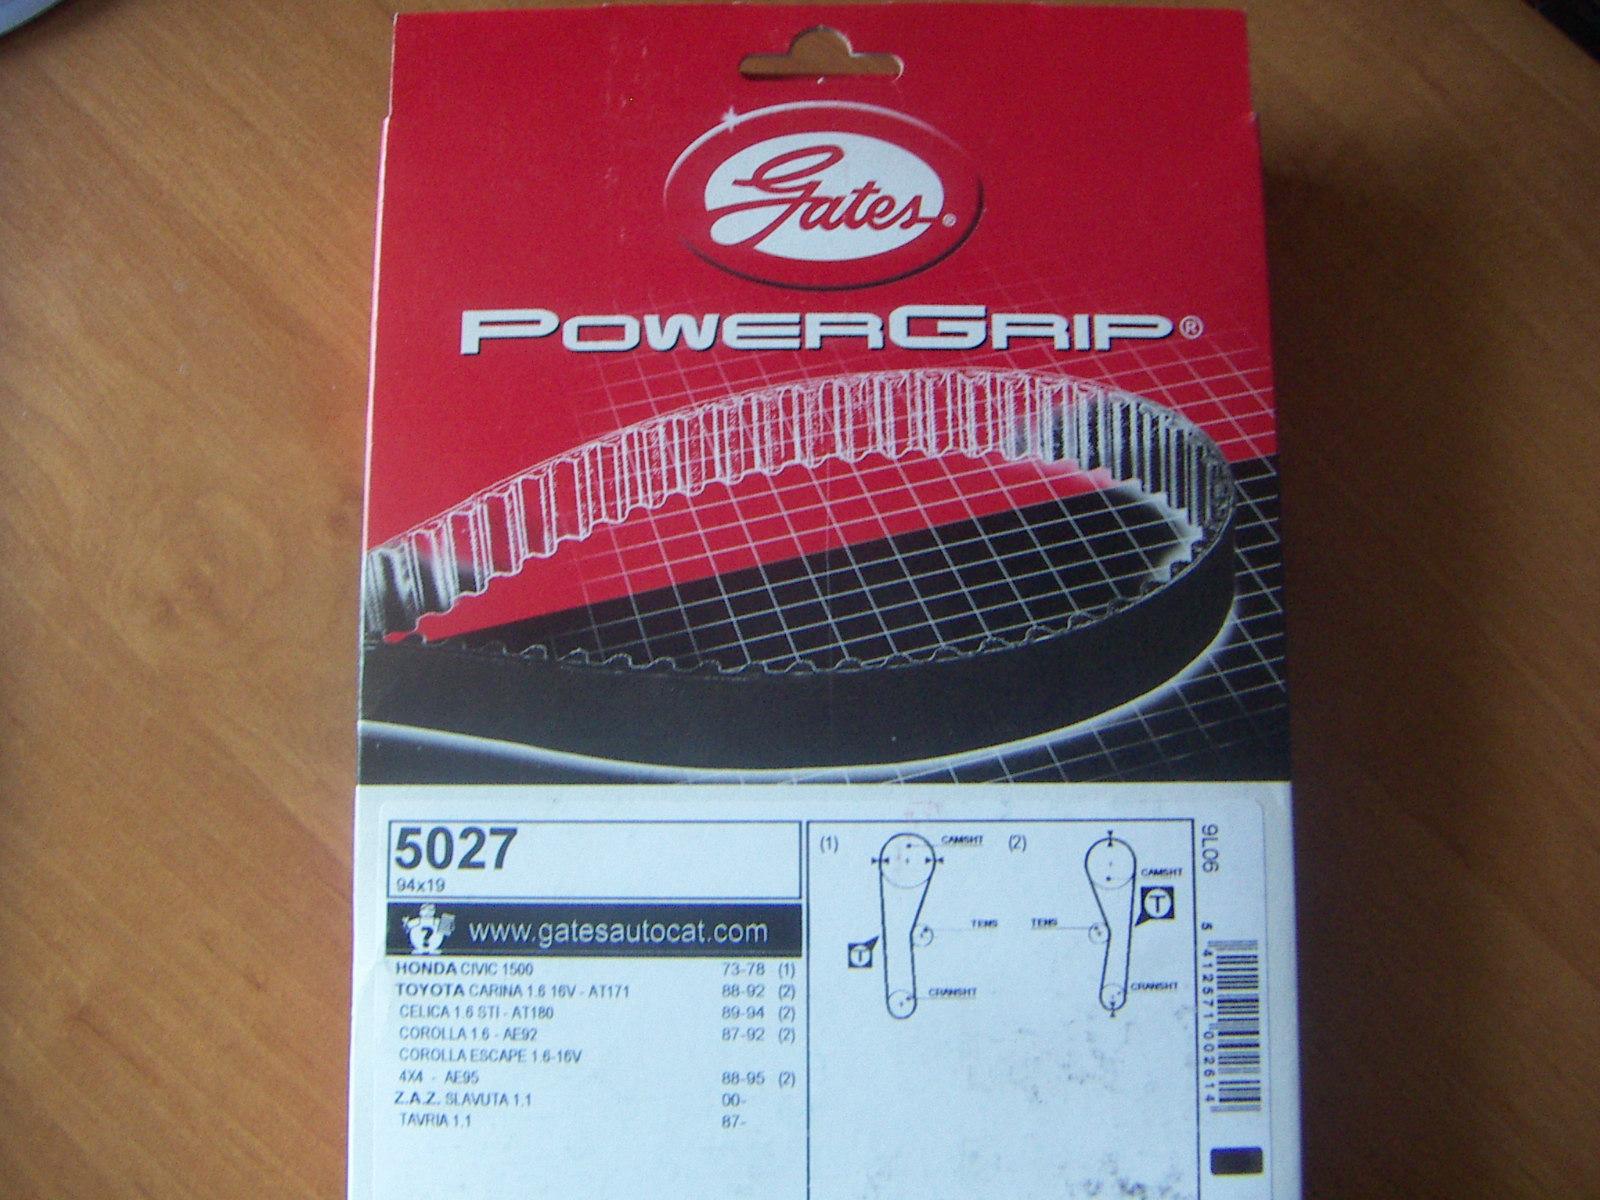 Gates®
POWERGRIP®
5027
94x19
www.gatesautocat.com
HONDA CIVIC 1500 73-78 (1)
TOYOTA CARINA 1.6 16V - AT171 88-92 (2)
CELICA 1.6 STI - AT180 89-94 (2)
COROLLA 1.6 - AE92 87-92 (2)
COROLLA ESCAPE 1.6-16V
4X4 - AE95 88-95 (2)
Z.A.Z. SLAVUTA 1.1 00-
TAVRIA 1.1 87-
(1)
CAMSHT
TENS
T
CRANSHT
(2)
CAMSHT
T
TENS
CRANSHT
9L06
5 412571 002614